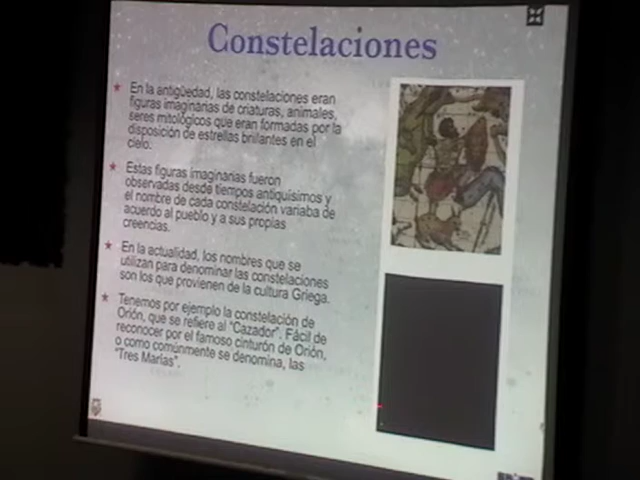 Constelaciones
En la antigüedad, las constelaciones eran
figuras imaginarias de criaturas, animales,
seres mitológicos que eran formadas por la
disposición de estrellas brillantes en el
cielo.
Estas figuras imaginarias fueron
observadas desde tiempos antiquísimos y
el nombre de cada constelación variaba de
acuerdo al pueblo y a sus propias
creencias.
En la actualidad, los nombres que se
utilizan para denominar las constelaciones
son los que provienen de la cultura Griega.
Tenemos por ejemplo la constelación de
Orión, que se refiere al "Cazador". Fácil de
reconocer por el famoso cinturón de Orión,
o como comúnmente se denomina, las
"Tres Marías".